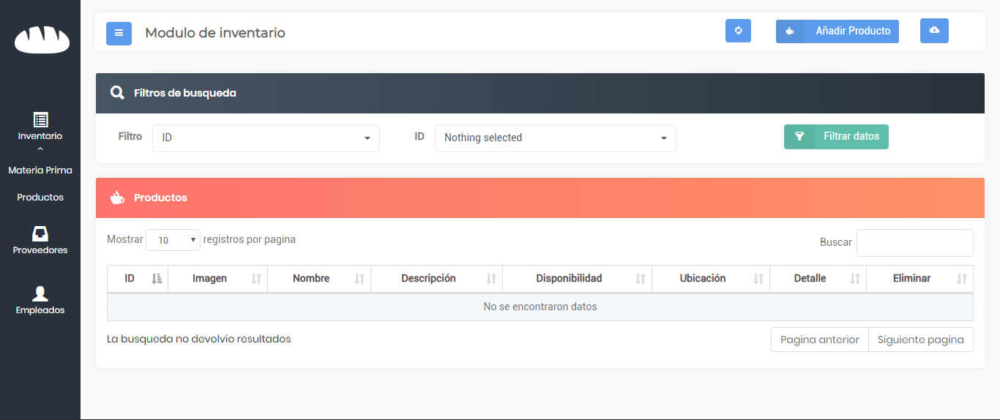 Modulo de inventario
Añadir Producto
Inventario
Materia Prima
Productos
Proveedores
Empleados
Filtros de busqueda
Filtro ID ID Nothing selected Filtrar datos
Productos
Mostrar 10 registros por pagina Buscar
ID Imagen Nombre Descripción Disponibilidad Ubicación Detalle Eliminar
No se encontraron datos
La busqueda no devolvio resultados Pagina anterior Siguiente pagina